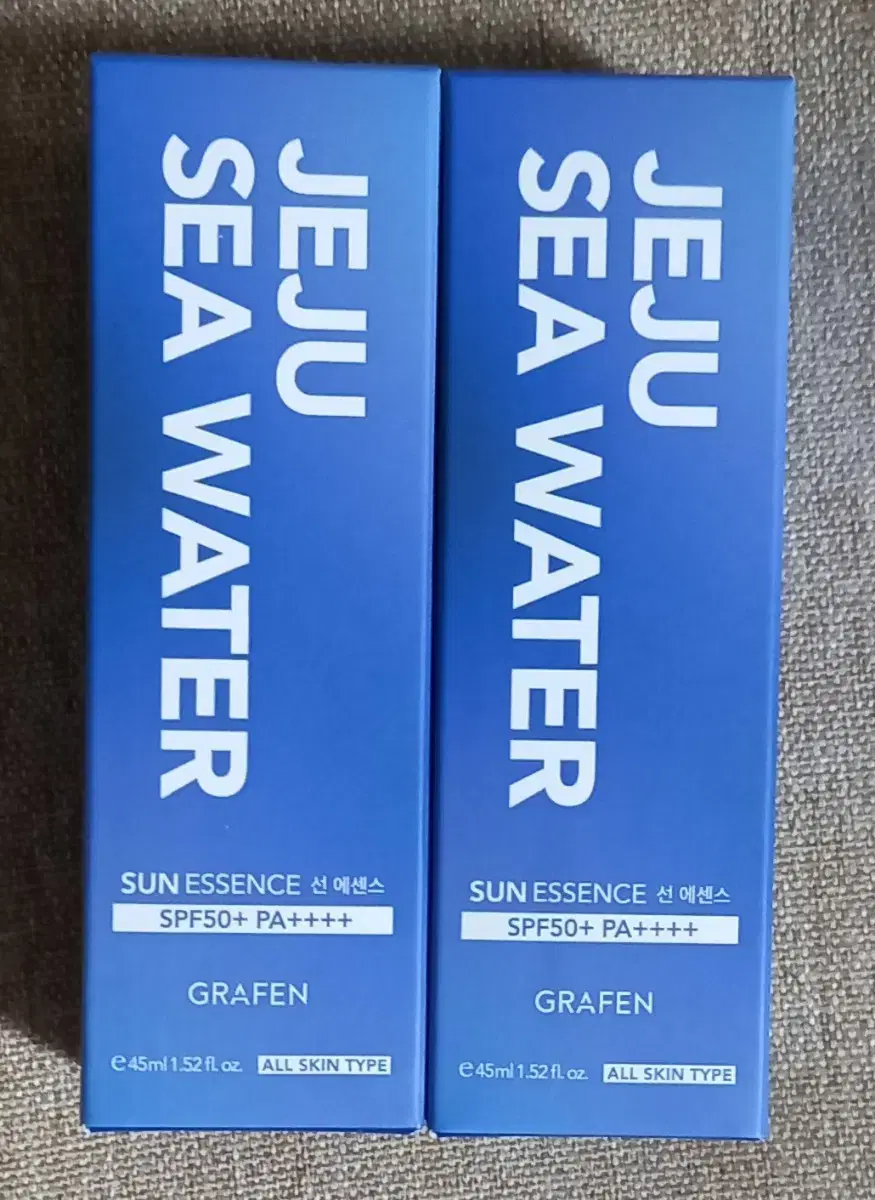 JEJU
SEA WATER
SUN ESSENCE 선 에센스
SPF50+ PA++++
GRAFEN
e 45ml 1.52 fl. oz. ALL SKIN TYPE
JEJU
SEA WATER
SUN ESSENCE 선 에센스
SPF50+ PA++++
GRAFEN
e 45ml 1.52 fl. oz. ALL SKIN TYPE